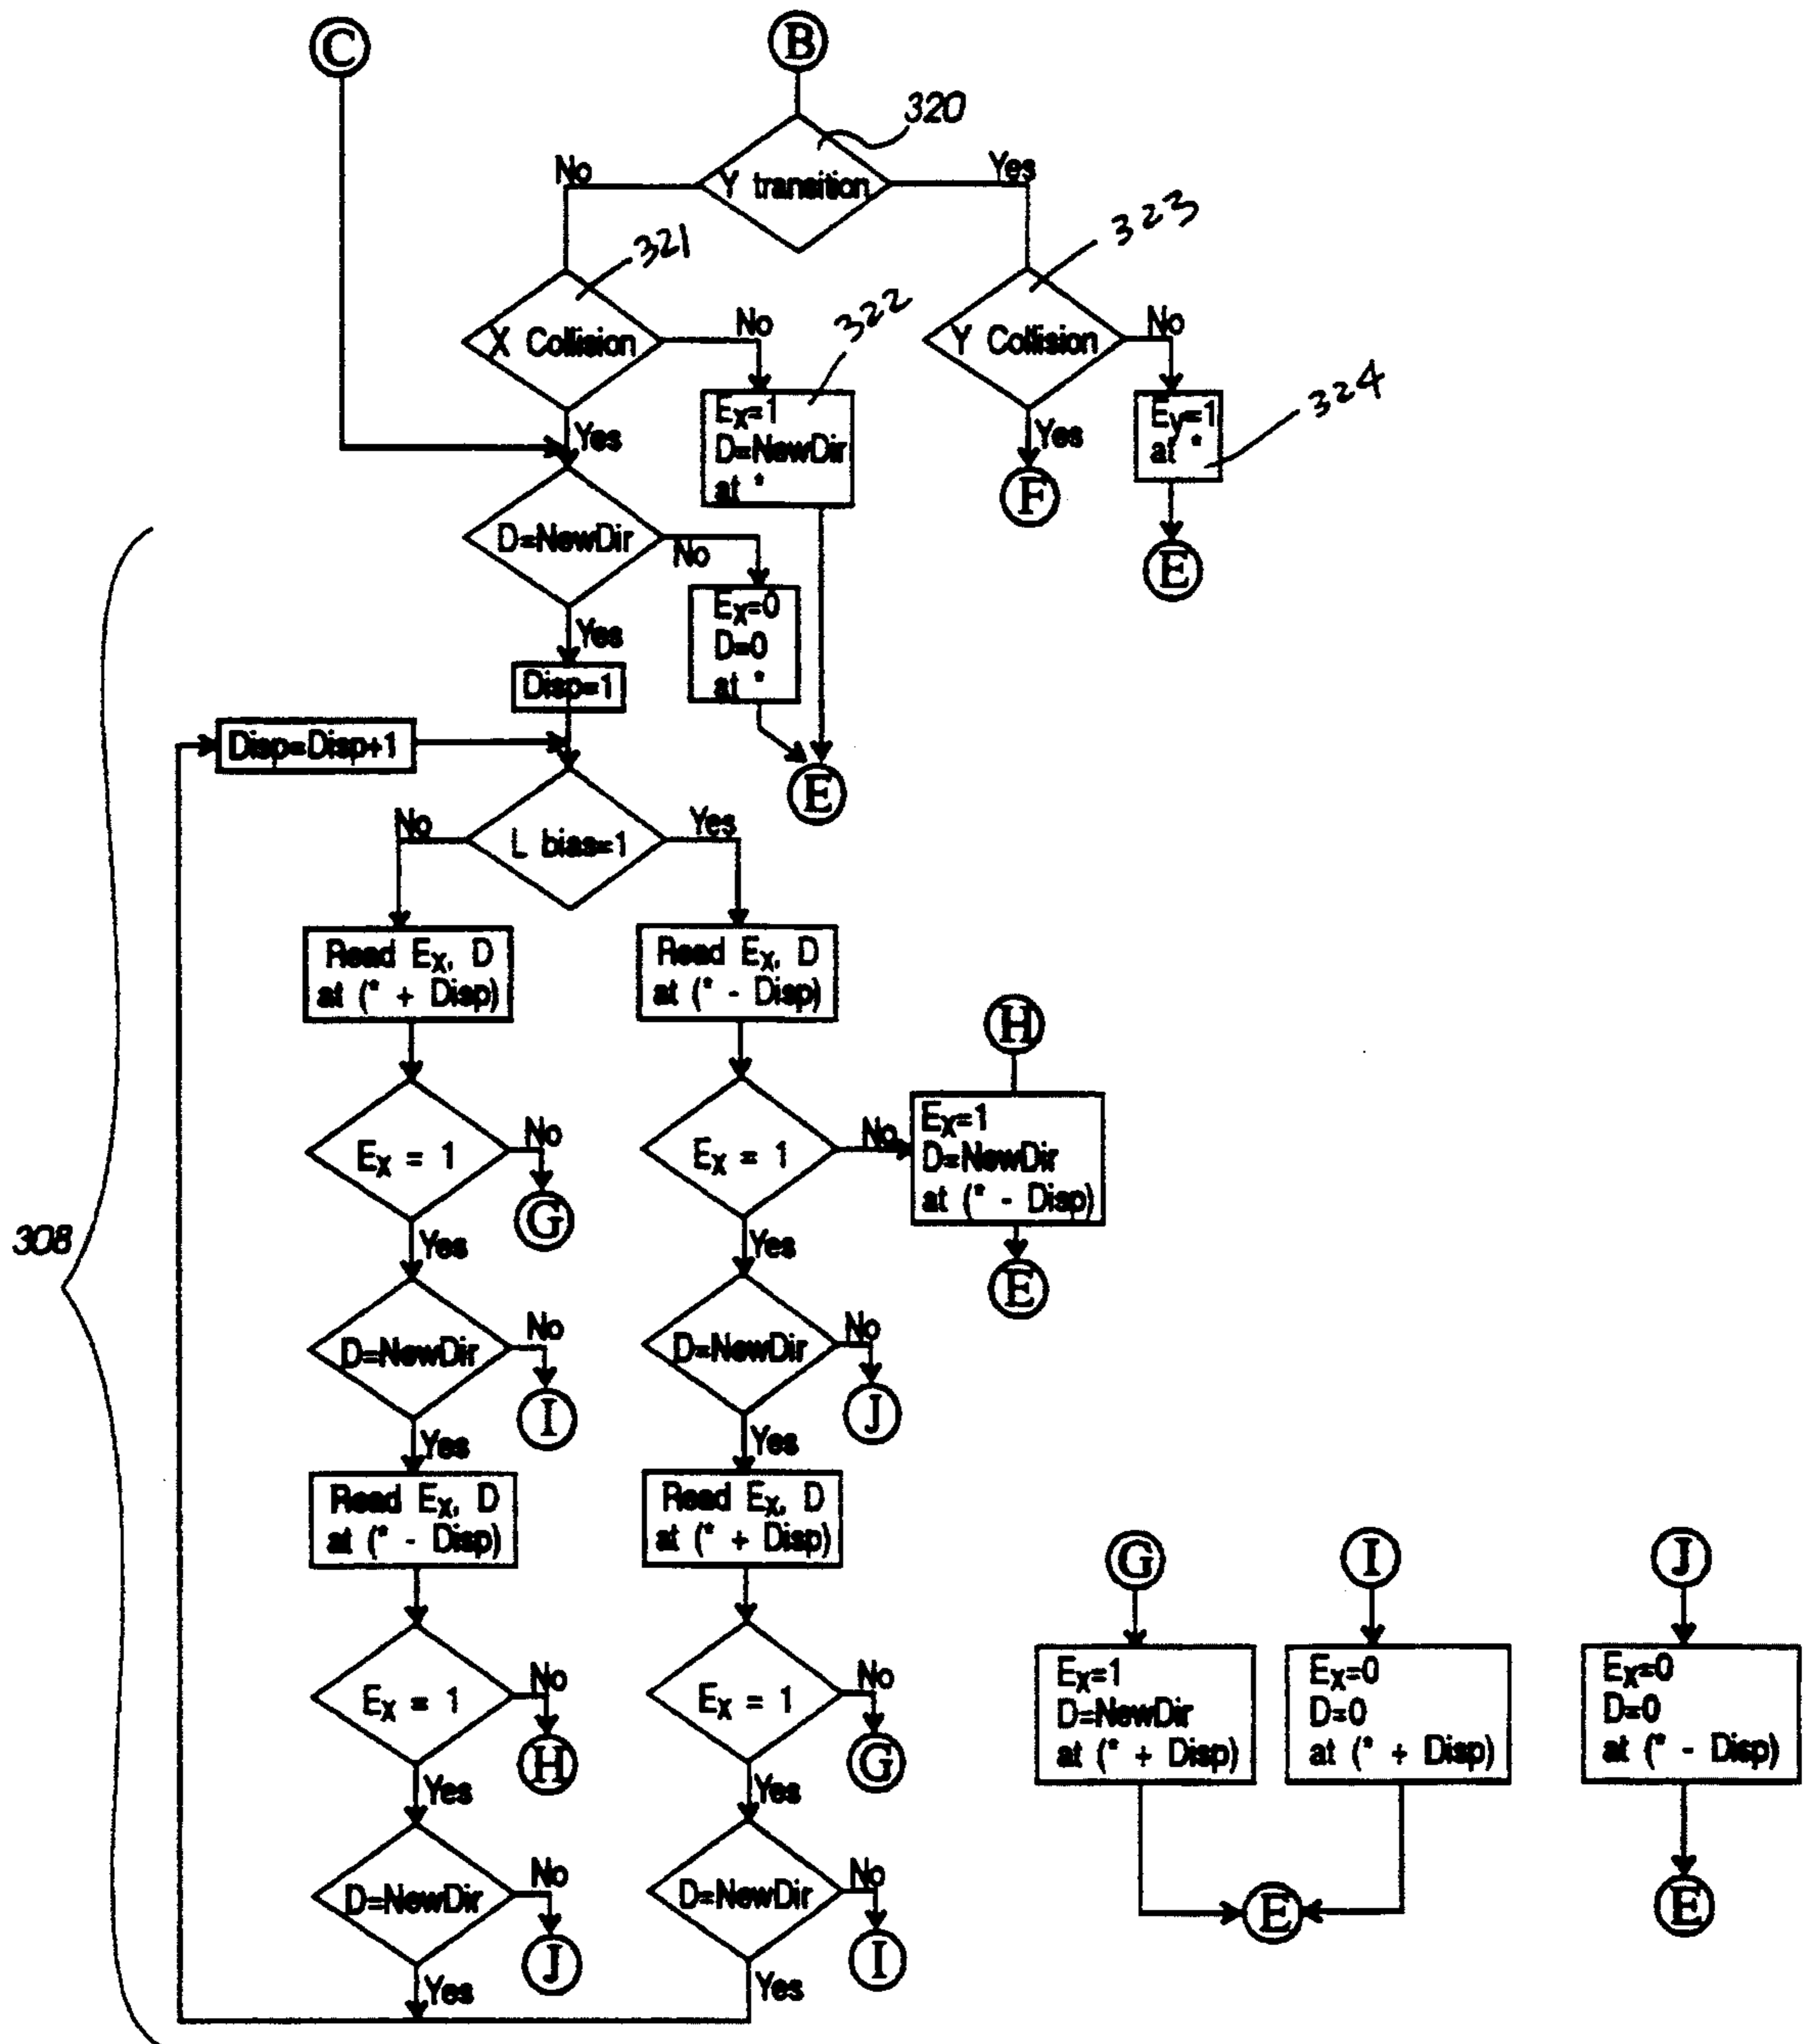 C
B
320
No
Y transition
Yes
321
323
X Collision
No
322
Y Collision
No
Yes
Ex=1
D=NewDir
at *
Yes
Ey=1
at *
324
F
E
D=NewDir
No
Yes
Ex=0
D=0
at *
Disp=1
Disp=Disp+1
E
No
L bias=1
Yes
Read Ex, D
at (* + Disp)
Read Ex, D
at (* - Disp)
H
Ex = 1
No
G
Yes
Ex = 1
No
Ex=1
D=NewDir
at (* - Disp)
E
Yes
308
D=NewDir
No
I
Yes
D=NewDir
No
J
Yes
Read Ex, D
at (* - Disp)
Read Ex, D
at (* + Disp)
Ex = 1
No
H
Yes
Ex = 1
No
G
Yes
D=NewDir
No
J
Yes
D=NewDir
No
I
Yes
G
Ex=1
D=NewDir
at (* + Disp)
I
Ex=0
D=0
at (* + Disp)
E
J
Ex=0
D=0
at (* - Disp)
E